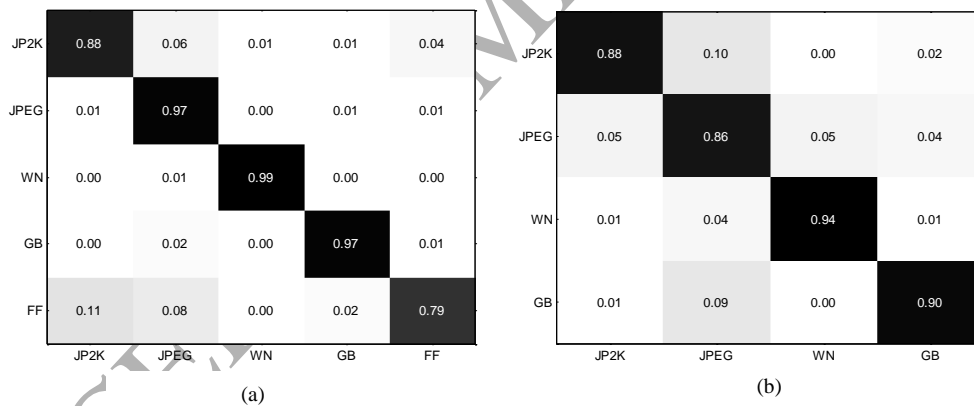 JP2K 0.88 0.06 0.01 0.01 0.04
JPEG 0.01 0.97 0.00 0.01 0.01
WN 0.00 0.01 0.99 0.00 0.00
GB 0.00 0.02 0.00 0.97 0.01
FF 0.11 0.08 0.00 0.02 0.79
JP2K JPEG WN GB FF
(a)
JP2K 0.88 0.10 0.00 0.02
JPEG 0.05 0.86 0.05 0.04
WN 0.01 0.04 0.94 0.01
GB 0.01 0.09 0.00 0.90
JP2K JPEG WN GB
(b)